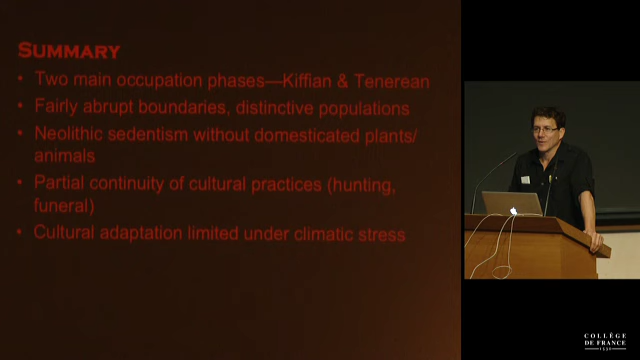 SUMMARY
• Two main occupation phases—Kiffian & Tenerean
• Fairly abrupt boundaries, distinctive populations
• Neolithic sedentism without domesticated plants/
animals
• Partial continuity of cultural practices (hunting,
funeral)
• Cultural adaptation limited under climatic stress
COLLÈGE
DE FRANCE
1530